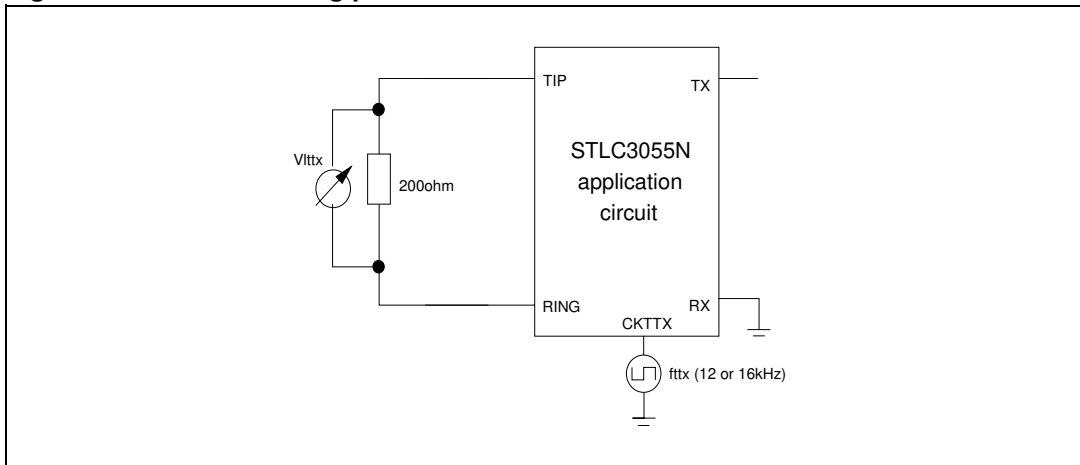 TIP
TX
STLC3055N
application
circuit
Vlttx
200ohm
RING
RX
CKTTX
fttx (12 or 16kHz)